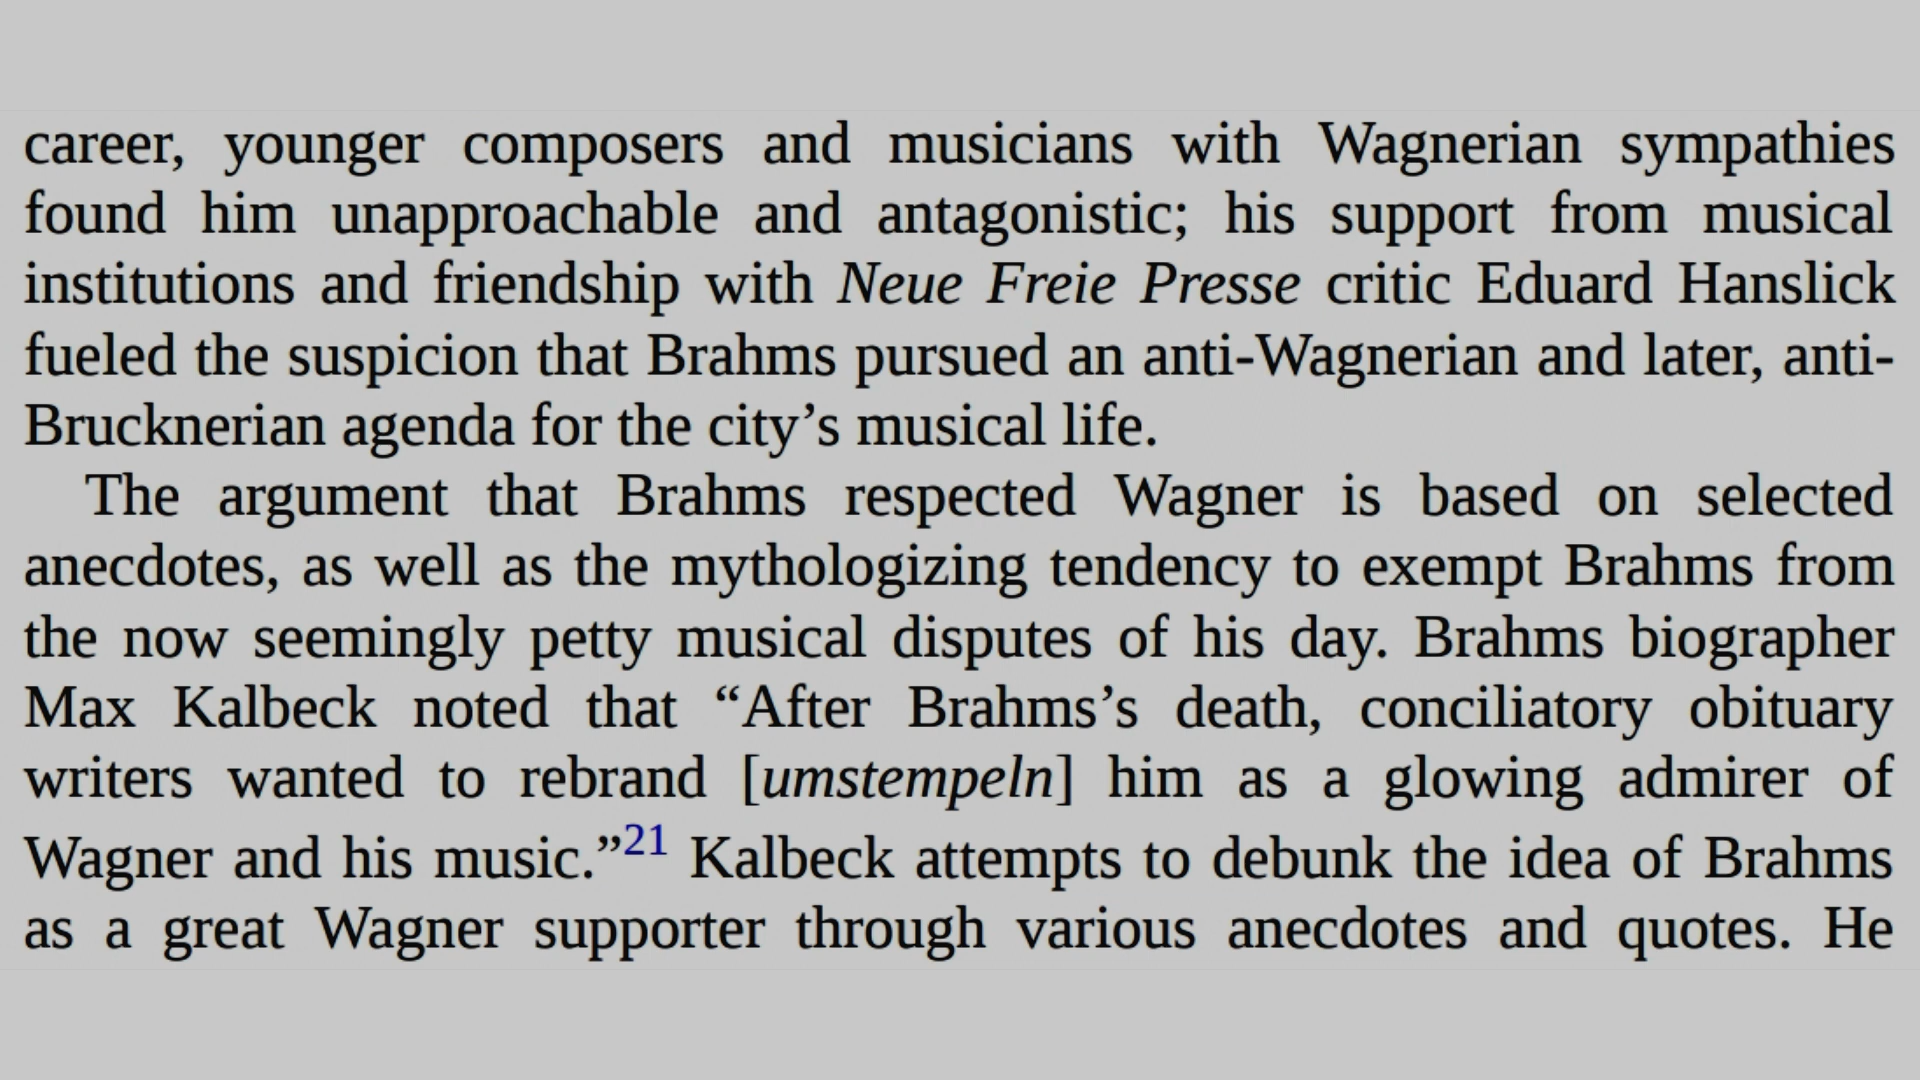 career, younger composers and musicians with Wagnerian sympathies
found him unapproachable and antagonistic; his support from musical
institutions and friendship with Neue Freie Presse critic Eduard Hanslick
fueled the suspicion that Brahms pursued an anti-Wagnerian and later, anti-
Brucknerian agenda for the city’s musical life.
The argument that Brahms respected Wagner is based on selected
anecdotes, as well as the mythologizing tendency to exempt Brahms from
the now seemingly petty musical disputes of his day. Brahms biographer
Max Kalbeck noted that “After Brahms’s death, conciliatory obituary
writers wanted to rebrand [umstempeln] him as a glowing admirer of
Wagner and his music.”21 Kalbeck attempts to debunk the idea of Brahms
as a great Wagner supporter through various anecdotes and quotes. He